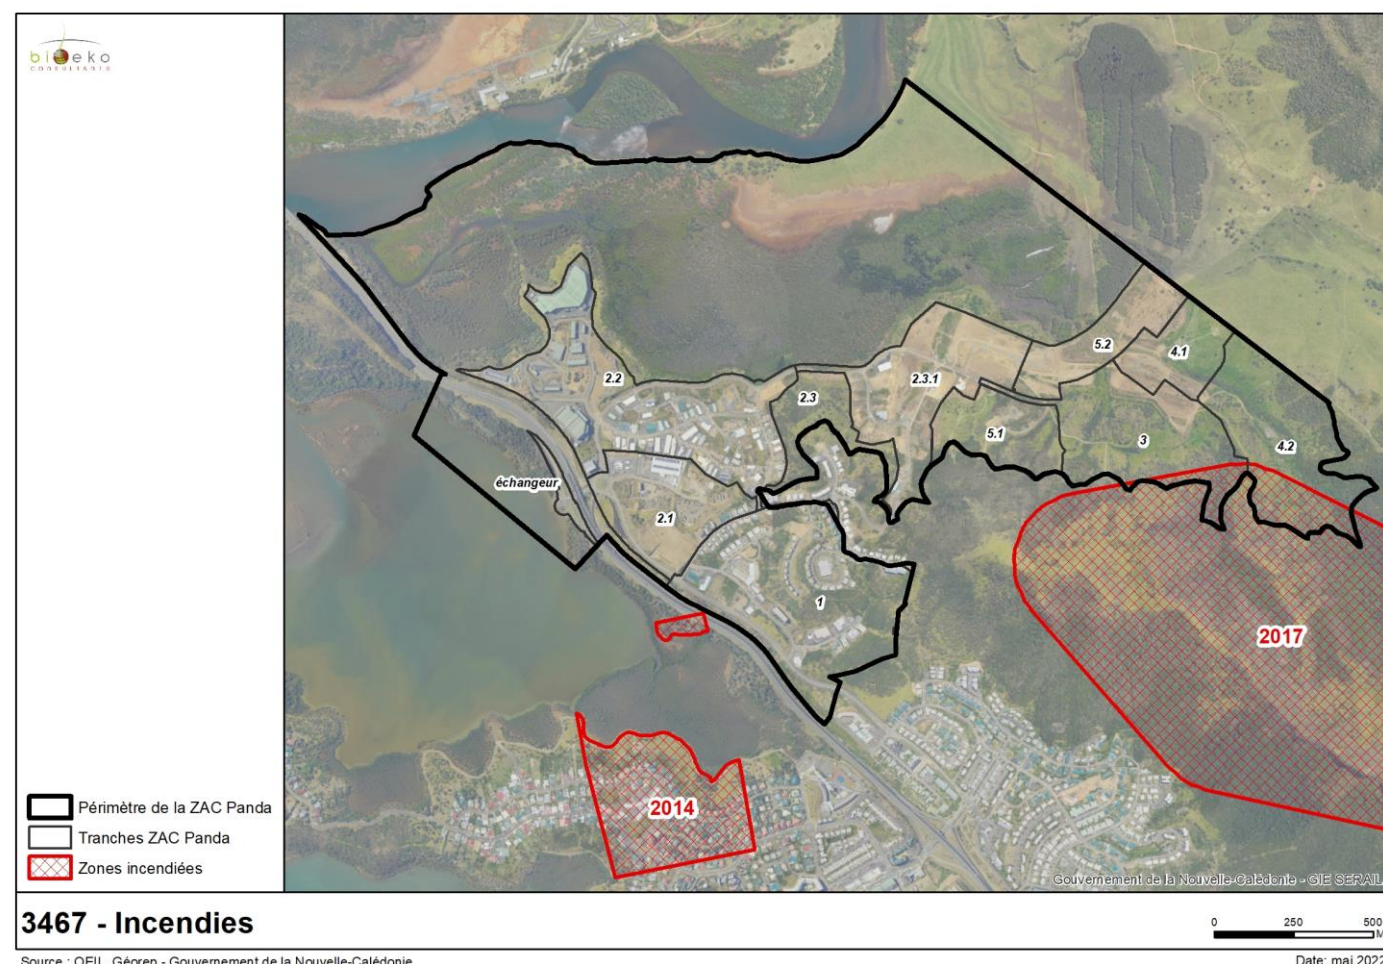 bioeko
CONSULTANTS
5.2
4.1
2.2
2.3.1
2.3
5.1
3
4.2
échangeur
2.1
1
2017
2014
Périmètre de la ZAC Panda
Tranches ZAC Panda
Zones incendiées
Gouvernement de la Nouvelle-Calédonie - GIE SERAIL
3467 - Incendies
0 250 500
M
Source : OEIL, Géorep - Gouvernement de la Nouvelle-Calédonie
Date: mai 2022